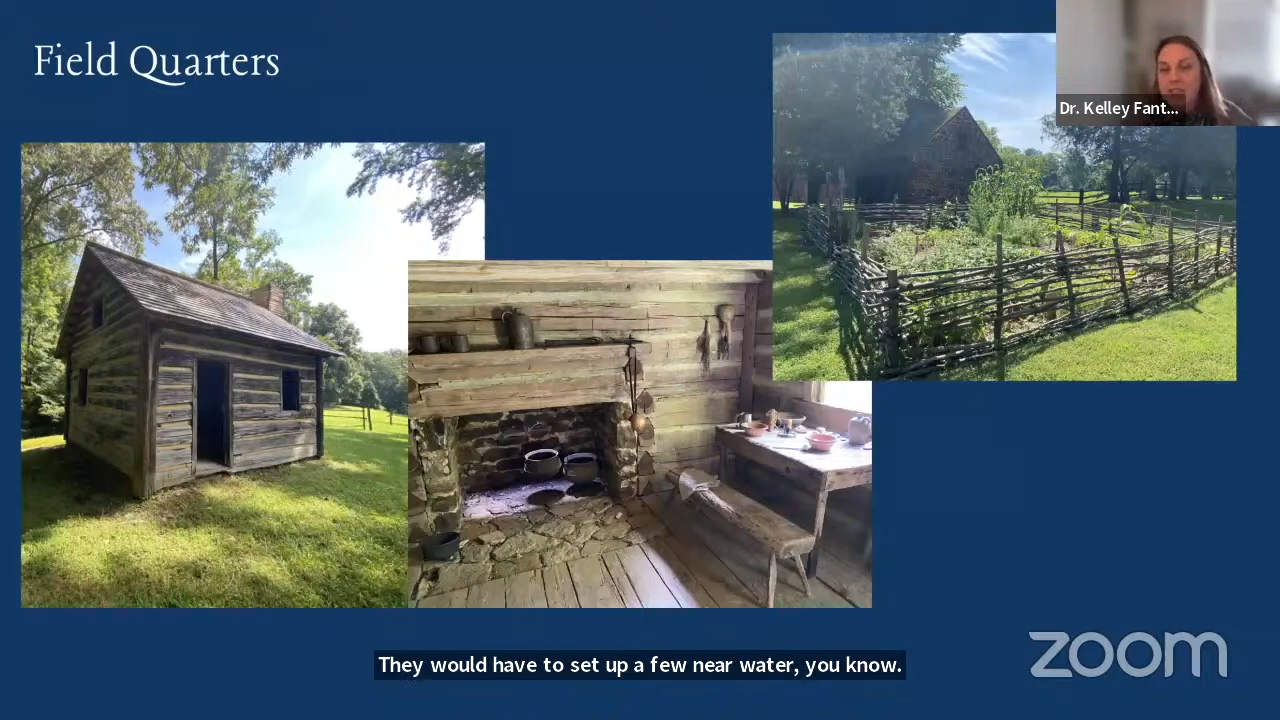 Field Quarters
Dr. Kelley Fant...
They would have to set up a few near water, you know.
zoom